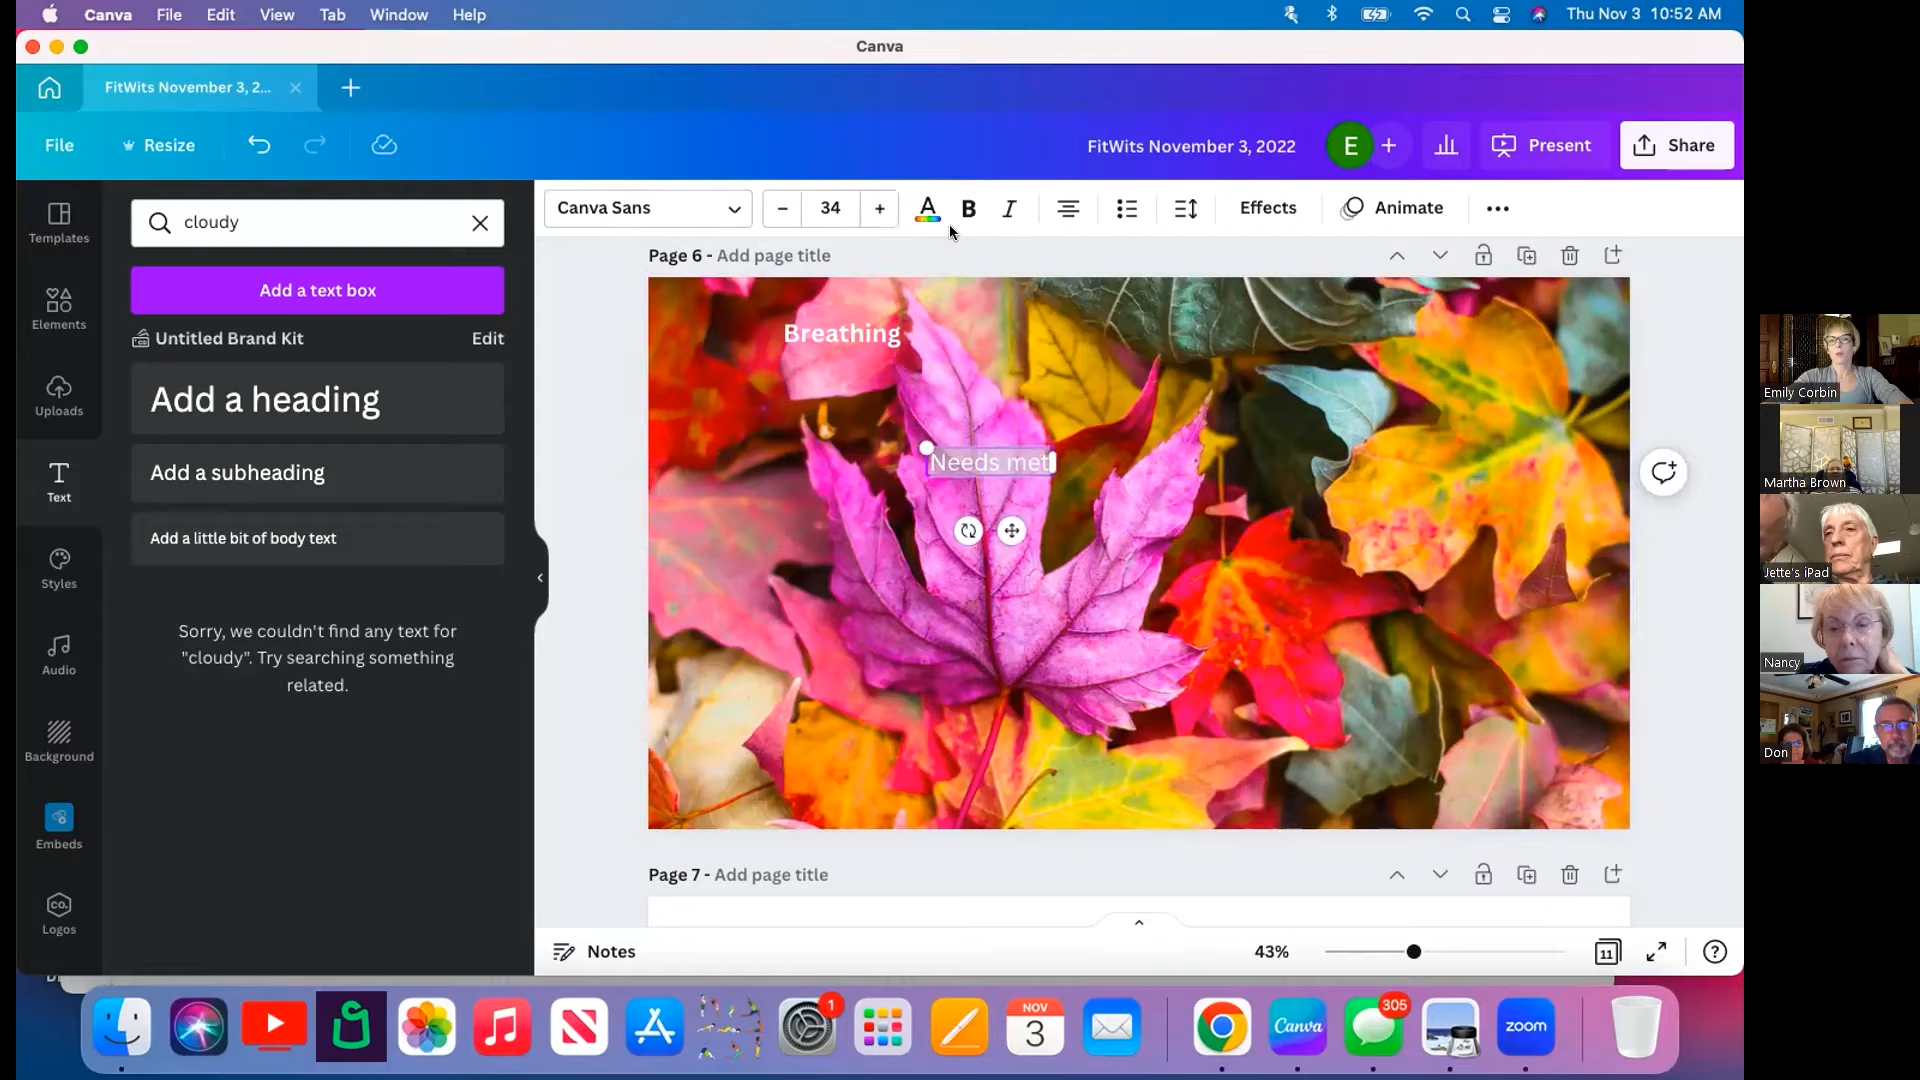 Canva File Edit View Tab Window Help
Thu Nov 3 10:52 AM
Canva
FitWits November 3, 2...
File Resize
FitWits November 3, 2022
E
Present
Share
Templates
Elements
Uploads
Text
Styles
Audio
Background
Embeds
CO.
Logos
cloudy
Add a text box
Untitled Brand Kit Edit
Add a heading
Add a subheading
Add a little bit of body text
Sorry, we couldn't find any text for
"cloudy". Try searching something
related.
Canva Sans
34
A B I
Effects
Animate
Page 6 - Add page title
Breathing
Needs met
Page 7 - Add page title
Notes
43%
11
?
Emily Corbin
Martha Brown
Jette's iPad
Nancy
Don
1
NOV
3
Canva
305
zoom